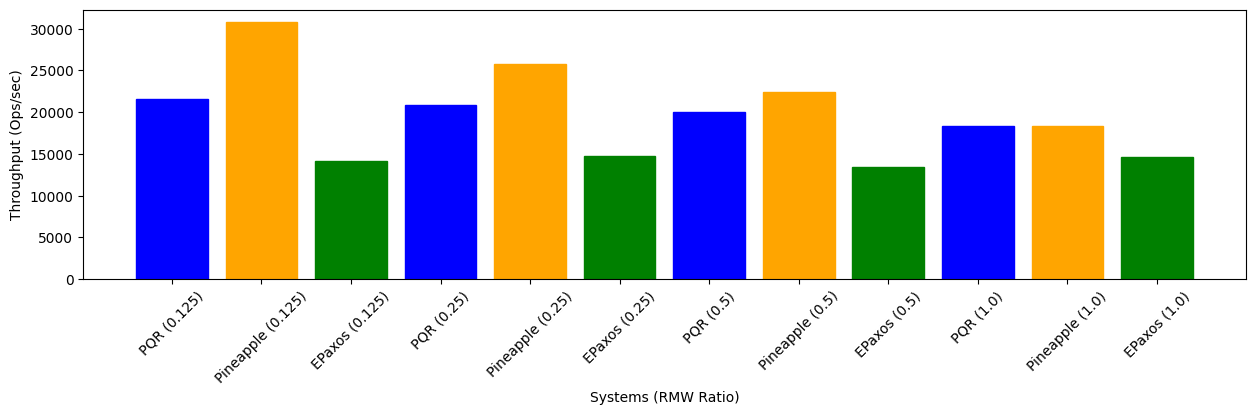 30000
25000
20000
15000
10000
5000
0
Throughput (Ops/sec)
PQR (0.125)
Pineapple (0.125)
EPaxos (0.125)
PQR (0.25)
Pineapple (0.25)
EPaxos (0.25)
PQR (0.5)
Pineapple (0.5)
EPaxos (0.5)
PQR (1.0)
Pineapple (1.0)
EPaxos (1.0)
Systems (RMW Ratio)